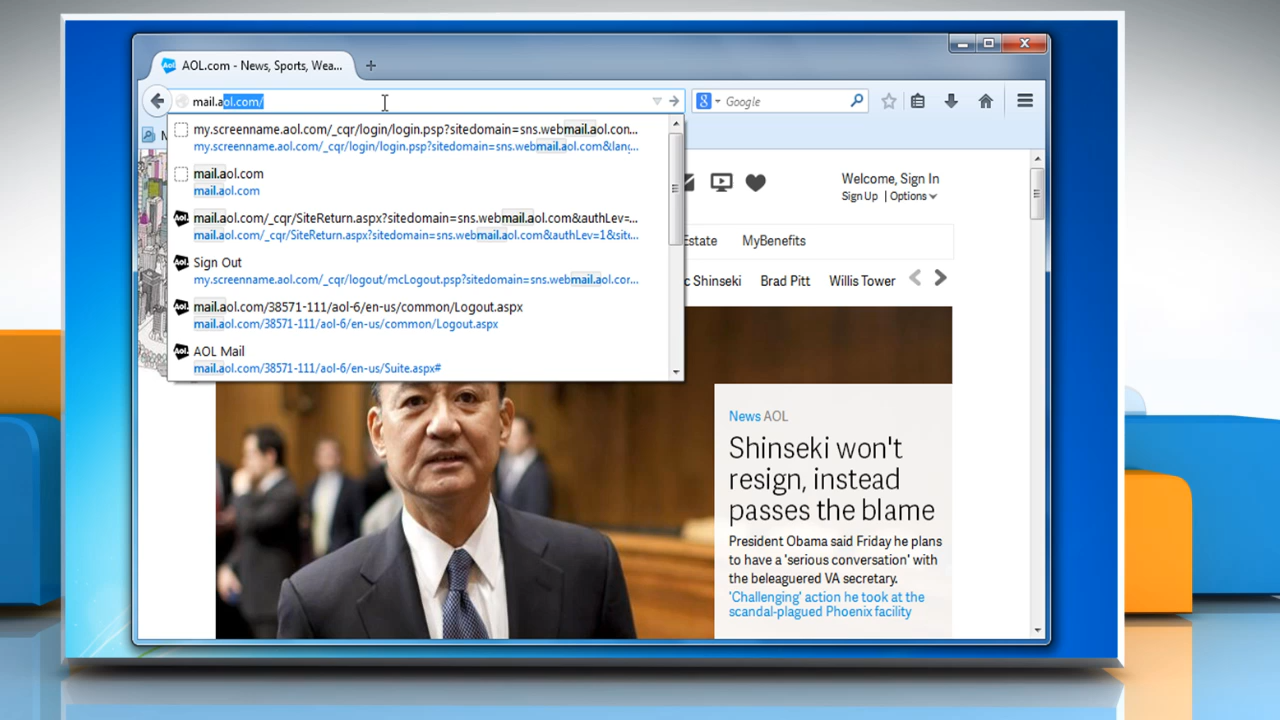 AOL.com - News, Sports, Wea...
mail.aol.com/
Google
my.screenname.aol.com/_cqr/login/login.psp?sitedomain=sns.webmail.aol.con...
my.screenname.aol.com/_cqr/login/login.psp?sitedomain=sns.webmail.aol.com&lan...
mail.aol.com
mail.aol.com
mail.aol.com/_cqr/SiteReturn.aspx?sitedomain=sns.webmail.aol.com&authLev=...
mail.aol.com/_cqr/SiteReturn.aspx?sitedomain=sns.webmail.aol.com&authLev=1&sit...
Sign Out
my.screenname.aol.com/_cqr/logout/mcLogout.psp?sitedomain=sns.webmail.aol.cor...
mail.aol.com/38571-111/aol-6/en-us/common/Logout.aspx
mail.aol.com/38571-111/aol-6/en-us/common/Logout.aspx
AOL Mail
mail.aol.com/38571-111/aol-6/en-us/Suite.aspx#
Welcome, Sign In
Sign Up | Options
Estate MyBenefits
Shinseki Brad Pitt Willis Tower
News AOL
Shinseki won't
resign, instead
passes the blame
President Obama said Friday he plans
to have a 'serious conversation' with
the beleaguered VA secretary.
'Challenging' action he took at the
scandal-plagued Phoenix facility